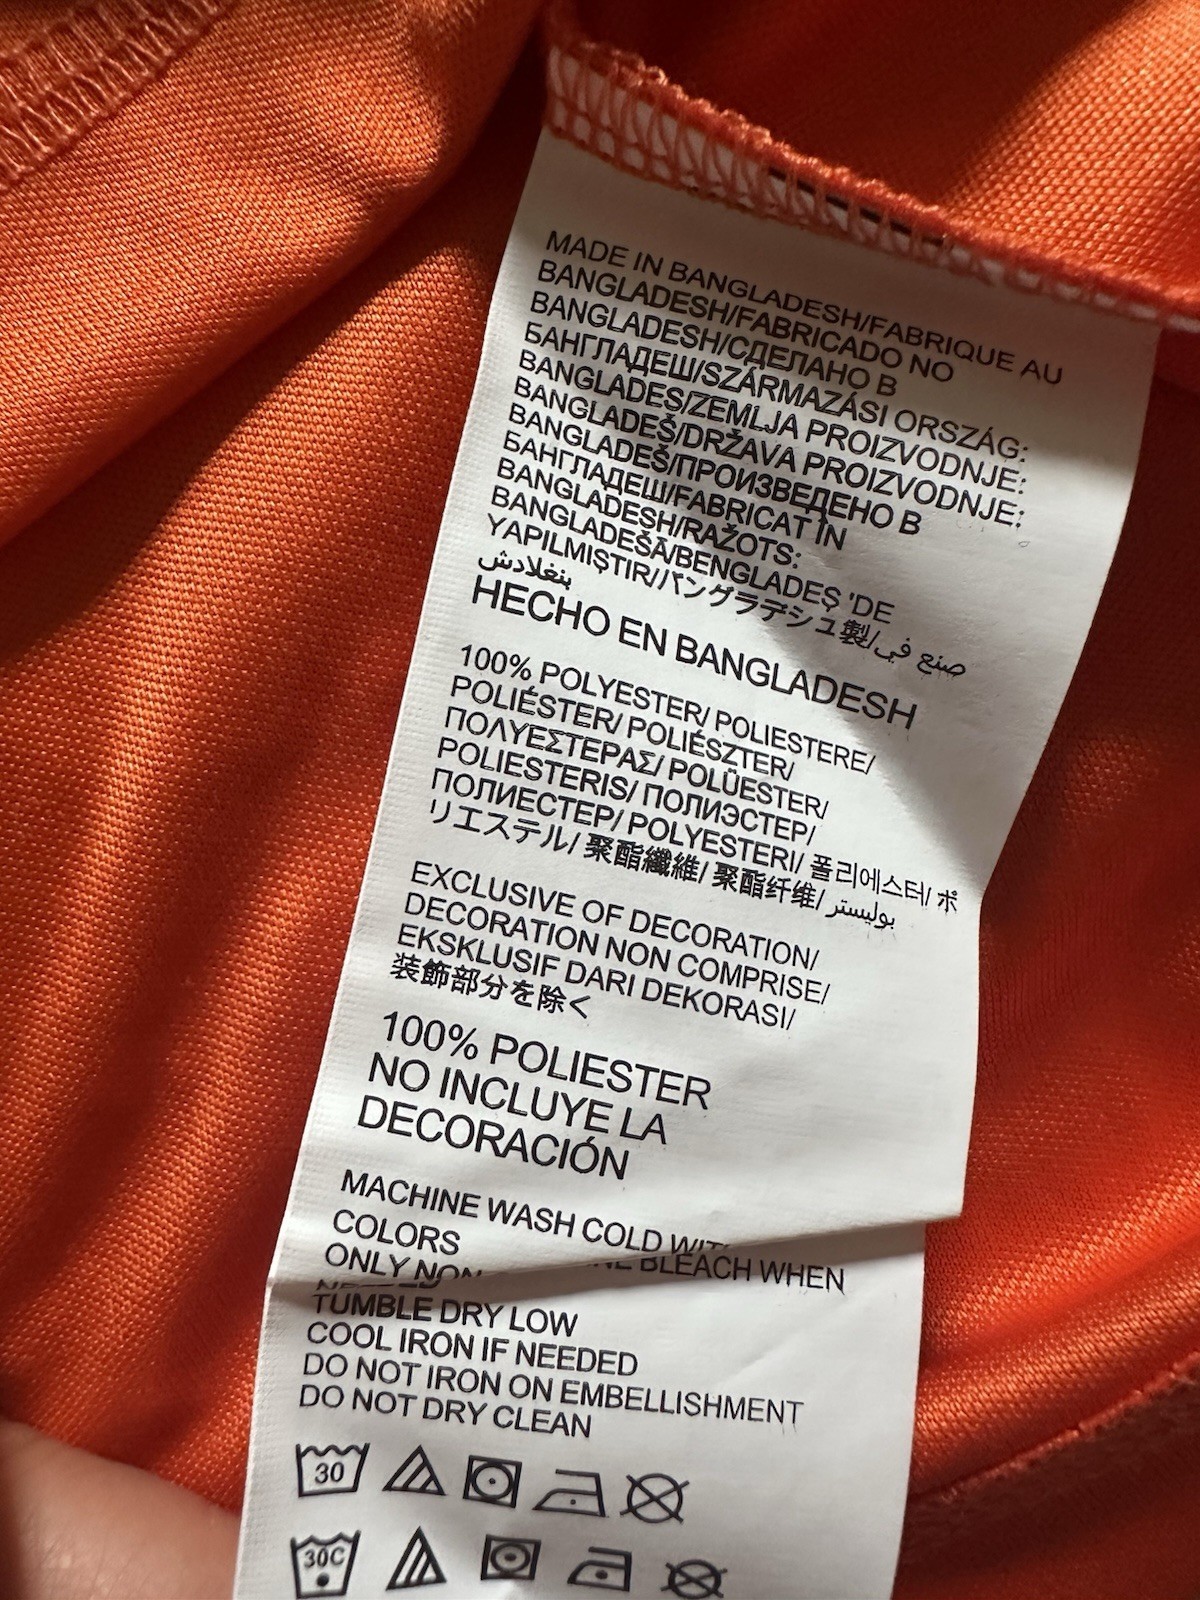 MADE IN BANGLADESH/FABRIQUE AU
BANGLADESH/FABRICADO NO
BANGLADESH/СДЕЛАНО В
БАНГЛАДЕШ/SZÁRMAZÁSI ORSZÁG:
BANGLADES/ZEMLJA PROIZVODNJE:
BANGLADEŠ/DRŽAVA PROIZVODNJE:
BANGLADEŠ/ПРОИЗВЕДЕНО В
БАНГЛАДЕШ/FABRICAT ÎN
BANGLADESH/RAŽOTS:
BANGLADEŠĀ/BENGLADEŞ 'DE
YAPILMIŞTIR//バングラデシュ製/صنع في
بنغلادش
HECHO EN BANGLADESH
100% POLYESTER/ POLIESTERE/
POLIÉSTER/ POLIÉSZTER/
ΠΟΛΥΕΣΤΕΡΑΣ/ POLÜESTER/
POLIESTERIS/ ПОЛИЭСТЕР/
ПОЛИЕСТЕР/ POLYESTERI/ 폴리에스터/ ポ
リエステル/ 聚酯纖維/ 聚酯纤维/ بوليستر
EXCLUSIVE OF DECORATION/
DECORATION NON COMPRISE/
EKSKLUSIF DARI DEKORASI/
装飾部分を除く
100% POLIESTER
NO INCLUYE LA
DECORACIÓN
MACHINE WASH COLD
COLORS
ONLY BLEACH WHEN
TUMBLE DRY LOW
COOL IRON IF NEEDED
DO NOT IRON ON EMBELLISHMENT
DO NOT DRY CLEAN
30
30C